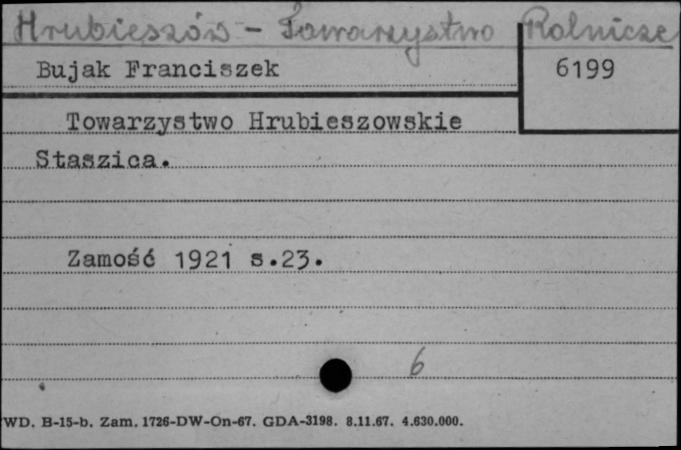 Hrubieszów - Towarzystwo Rolnicze
Bujak Franciszek
6199
Towarzystwo Hrubieszowskie
Staszica.
Zamość 1921 s.23.
6
WD. B-15-b. Zam. 1726-DW-On-67. GDA-3198. 8.11.67. 4.630.000.